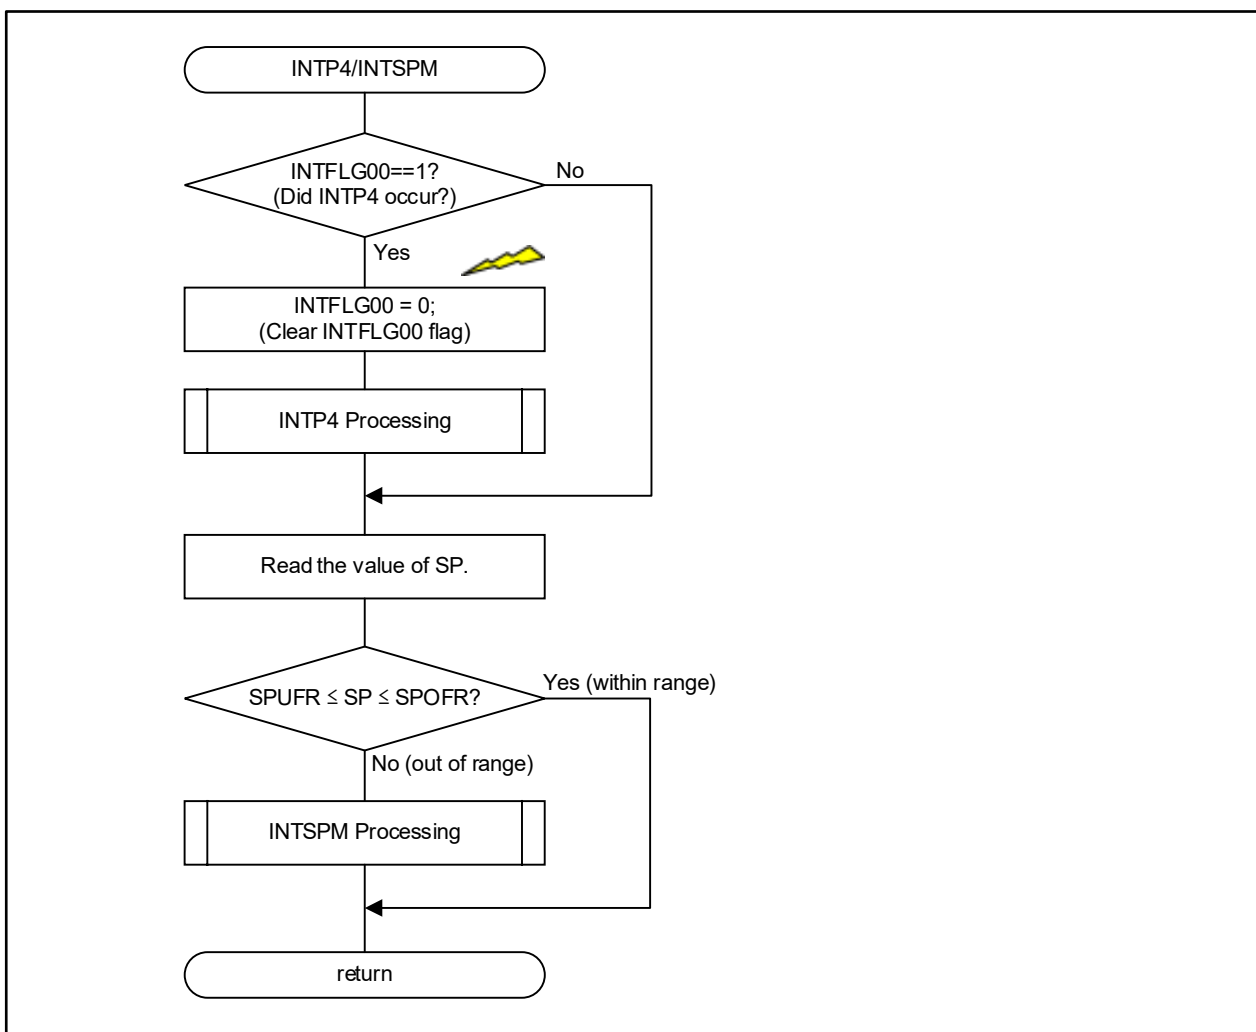 INTP4/INTSPM
INTFLG00==1?
(Did INTP4 occur?)
No
Yes
INTFLG00 = 0;
(Clear INTFLG00 flag)
INTP4 Processing
Read the value of SP.
SPUFR ≤ SP ≤ SPOFR?
Yes (within range)
No (out of range)
INTSPM Processing
return